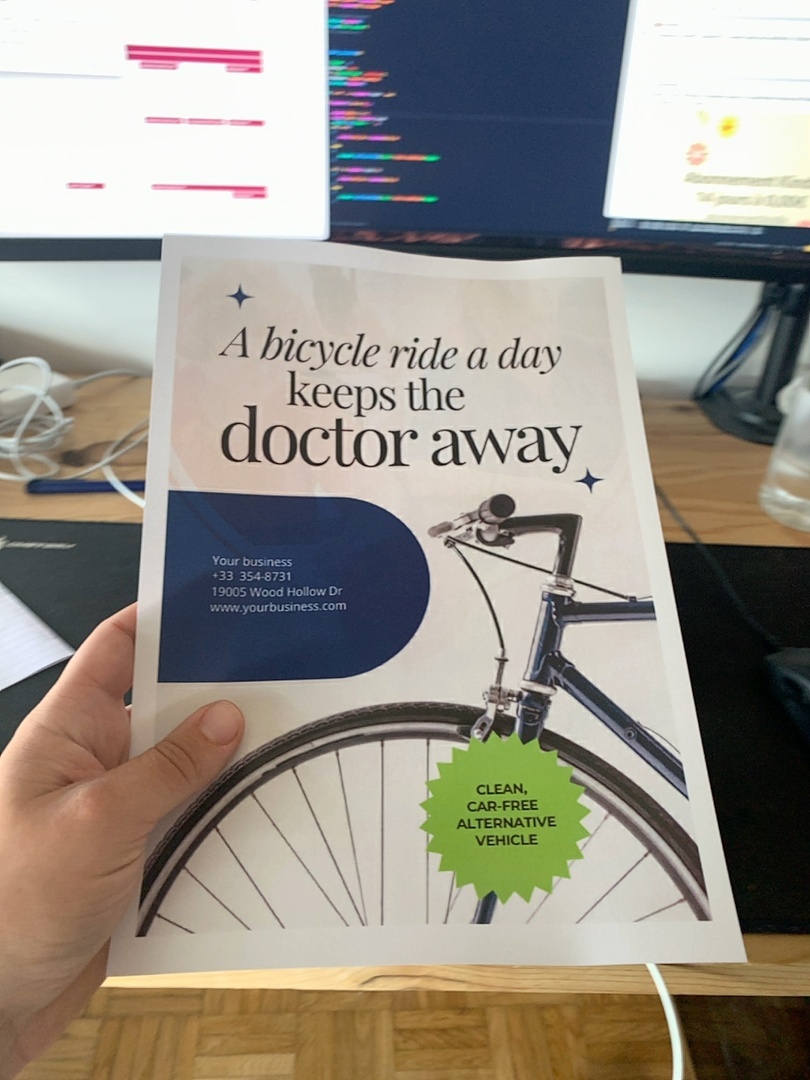 A bicycle ride a day
keeps the
doctor away
Your business
+33 354-8731
19005 Wood Hollow Dr
www.yourbusiness.com
CLEAN,
CAR-FREE
ALTERNATIVE
VEHICLE